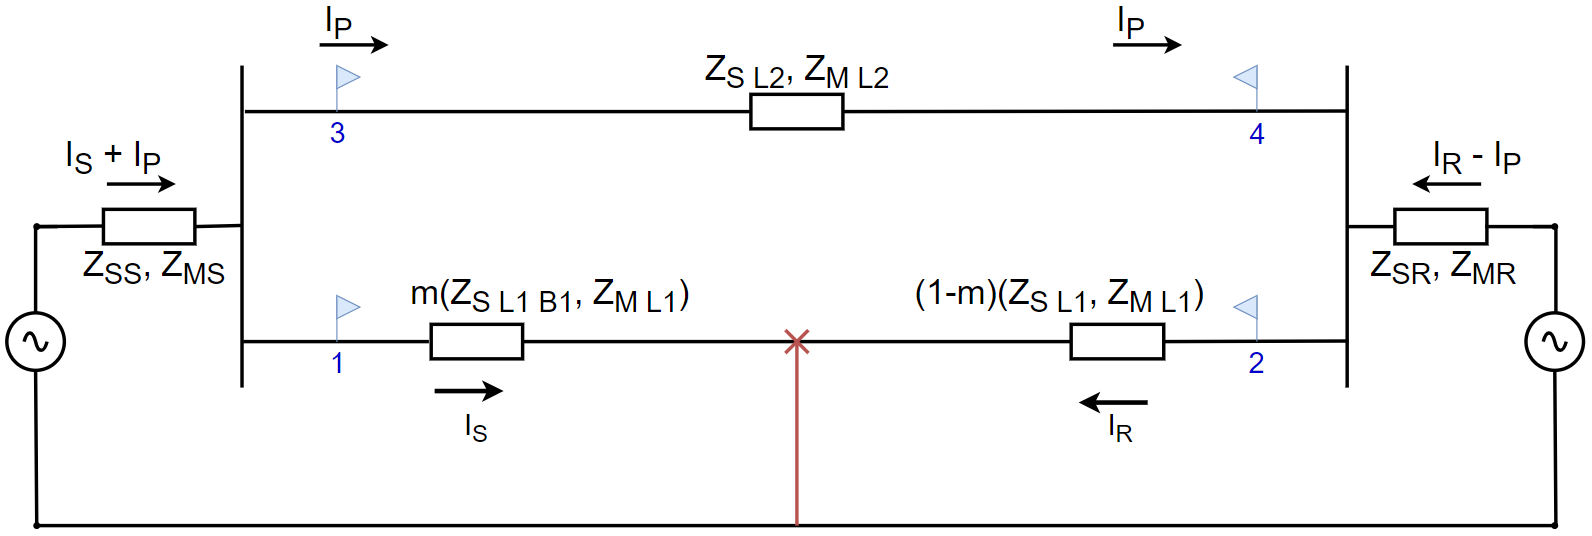 IP
IP
ZS L2, ZM L2
3
4
IS + IP
IR - IP
ZSS, ZMS
ZSR, ZMR
m(ZS L1 B1, ZM L1)
(1-m)(ZS L1, ZM L1)
1
2
IS
IR